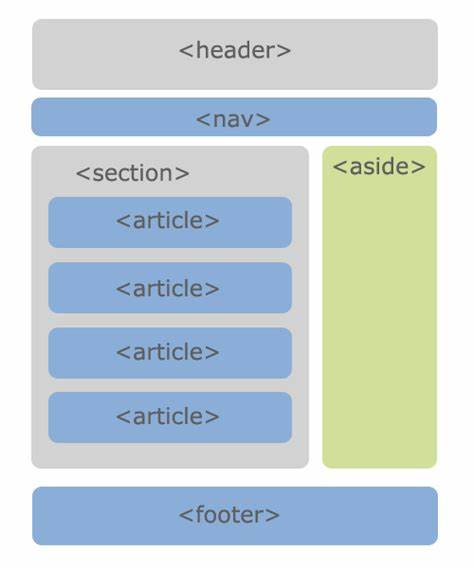 <header>
<nav>
<section>
<aside>
<article>
<article>
<article>
<article>
<footer>